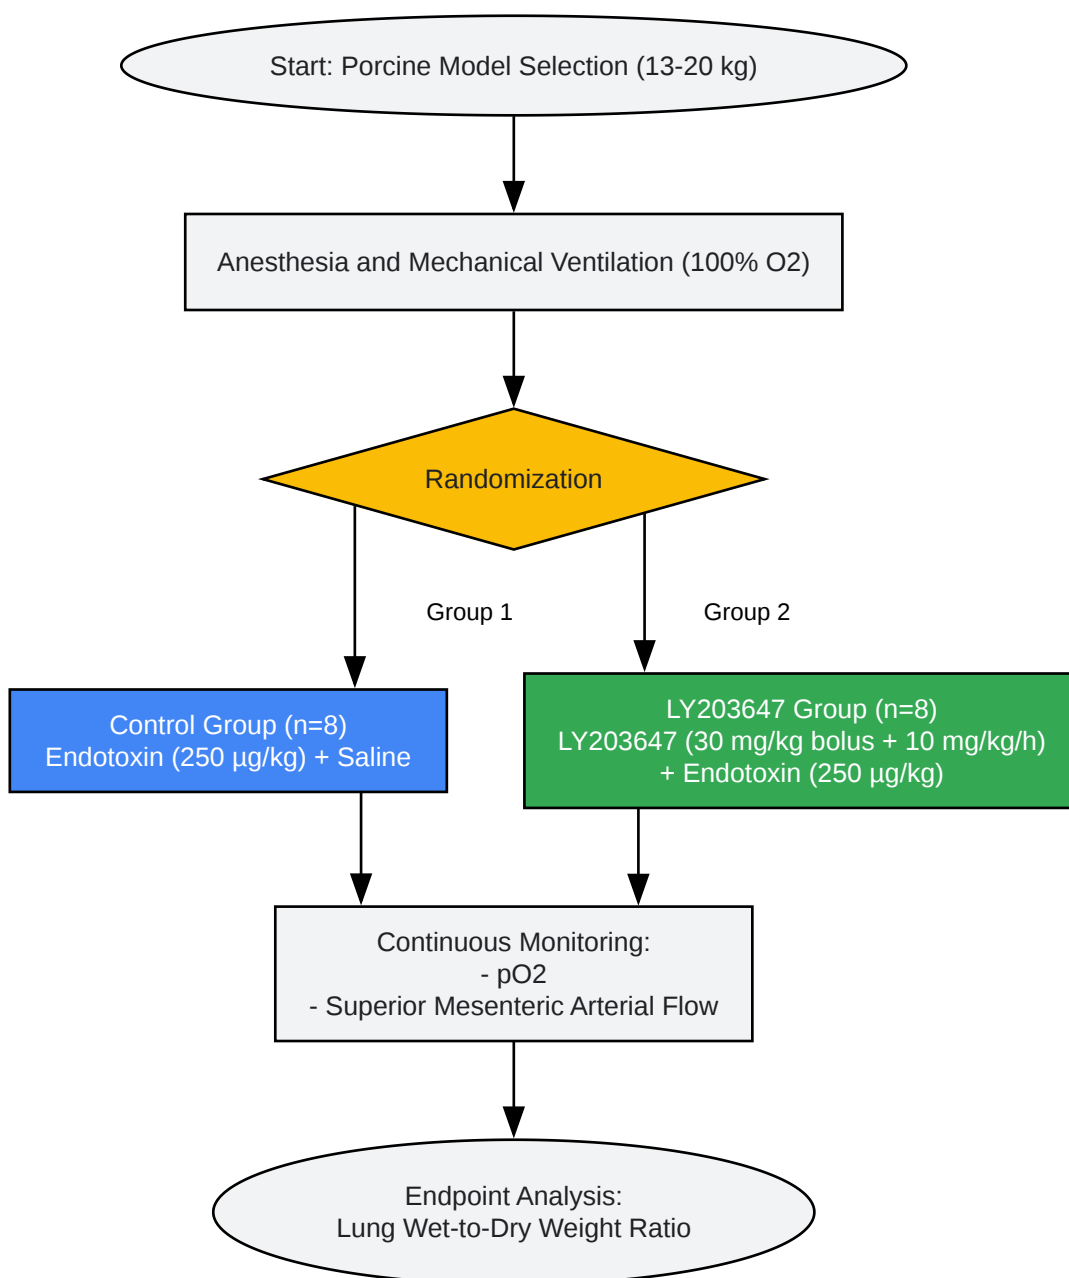 Start: Porcine Model Selection (13-20 kg)
Anesthesia and Mechanical Ventilation (100% O2)
Randomization
Group 1
Group 2
Control Group (n=8)
Endotoxin (250 µg/kg) + Saline
LY203647 Group (n=8)
LY203647 (30 mg/kg bolus + 10 mg/kg/h)
+ Endotoxin (250 µg/kg)
Continuous Monitoring:
- pO2
- Superior Mesenteric Arterial Flow
Endpoint Analysis:
Lung Wet-to-Dry Weight Ratio